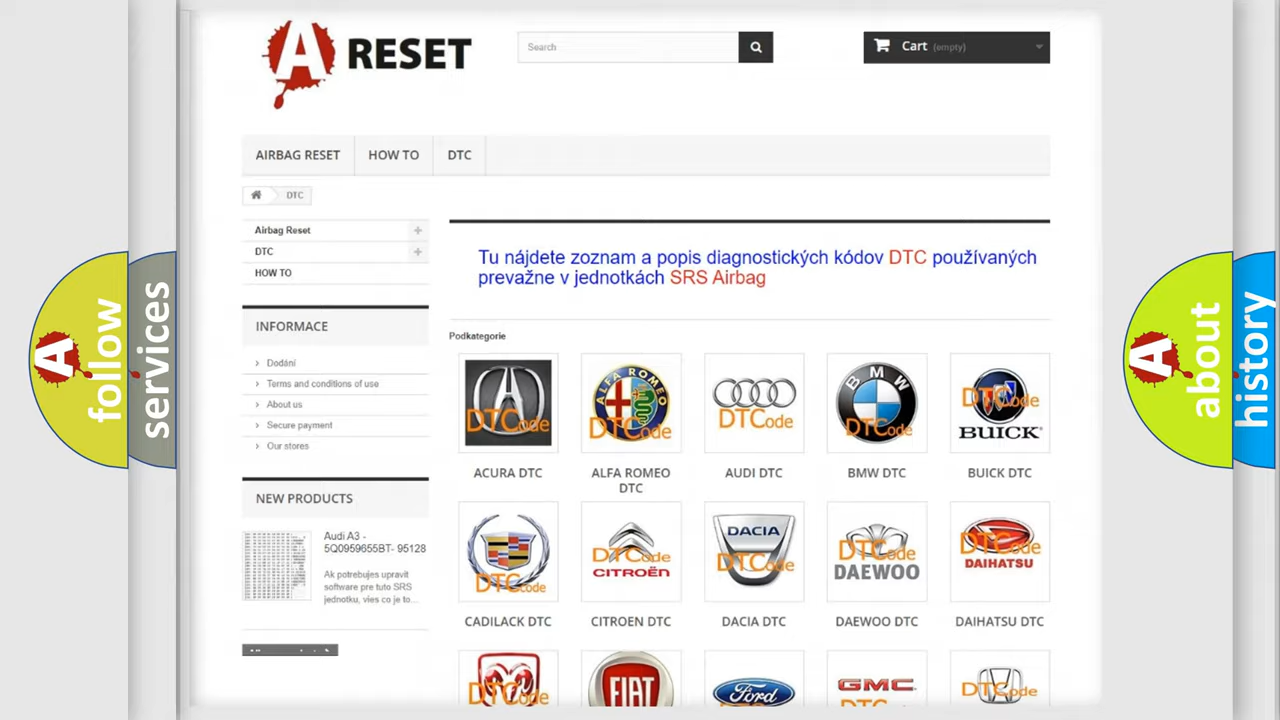 A RESET
Search
Cart (empty)
AIRBAG RESET
HOW TO
DTC
DTC
Airbag Reset
DTC
HOW TO
INFORMACE
Dodání
Terms and conditions of use
About us
Secure payment
Our stores
NEW PRODUCTS
Audi A3 -
5Q0959655BT- 95128
Ak potrebujes upravit
software pre tuto SRS
jednotku, vies co je to...
Tu nájdete zoznam a popis diagnostických kódov DTC používaných
prevažne v jednotkách SRS Airbag
Podkategorie
DTCode
ALFA ROMEO
DTCode
DTCode
BMW
DTCode
DTCode
BUICK
ACURA DTC
ALFA ROMEO
DTC
AUDI DTC
BMW DTC
BUICK DTC
DTCode
DTCode
CITROËN
DACIA
DTCode
DTCode
DAEWOO
DTCode
DAIHATSU
CADILACK DTC
CITROEN DTC
DACIA DTC
DAEWOO DTC
DAIHATSU DTC
DTCode
FIAT
Ford
GMC
DTCode
A follow
services
A about
history